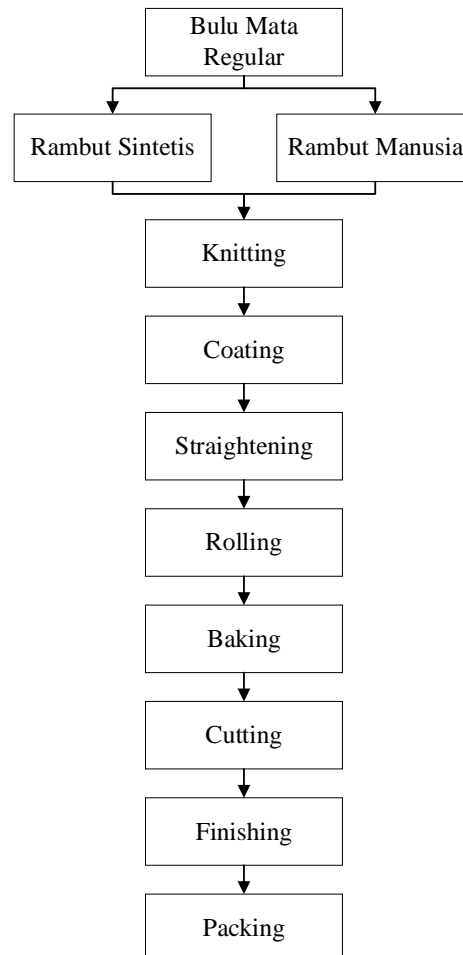 Bulu Mata
Regular
Rambut Sintetis
Rambut Manusia
Knitting
Coating
Straightening
Rolling
Baking
Cutting
Finishing
Packing